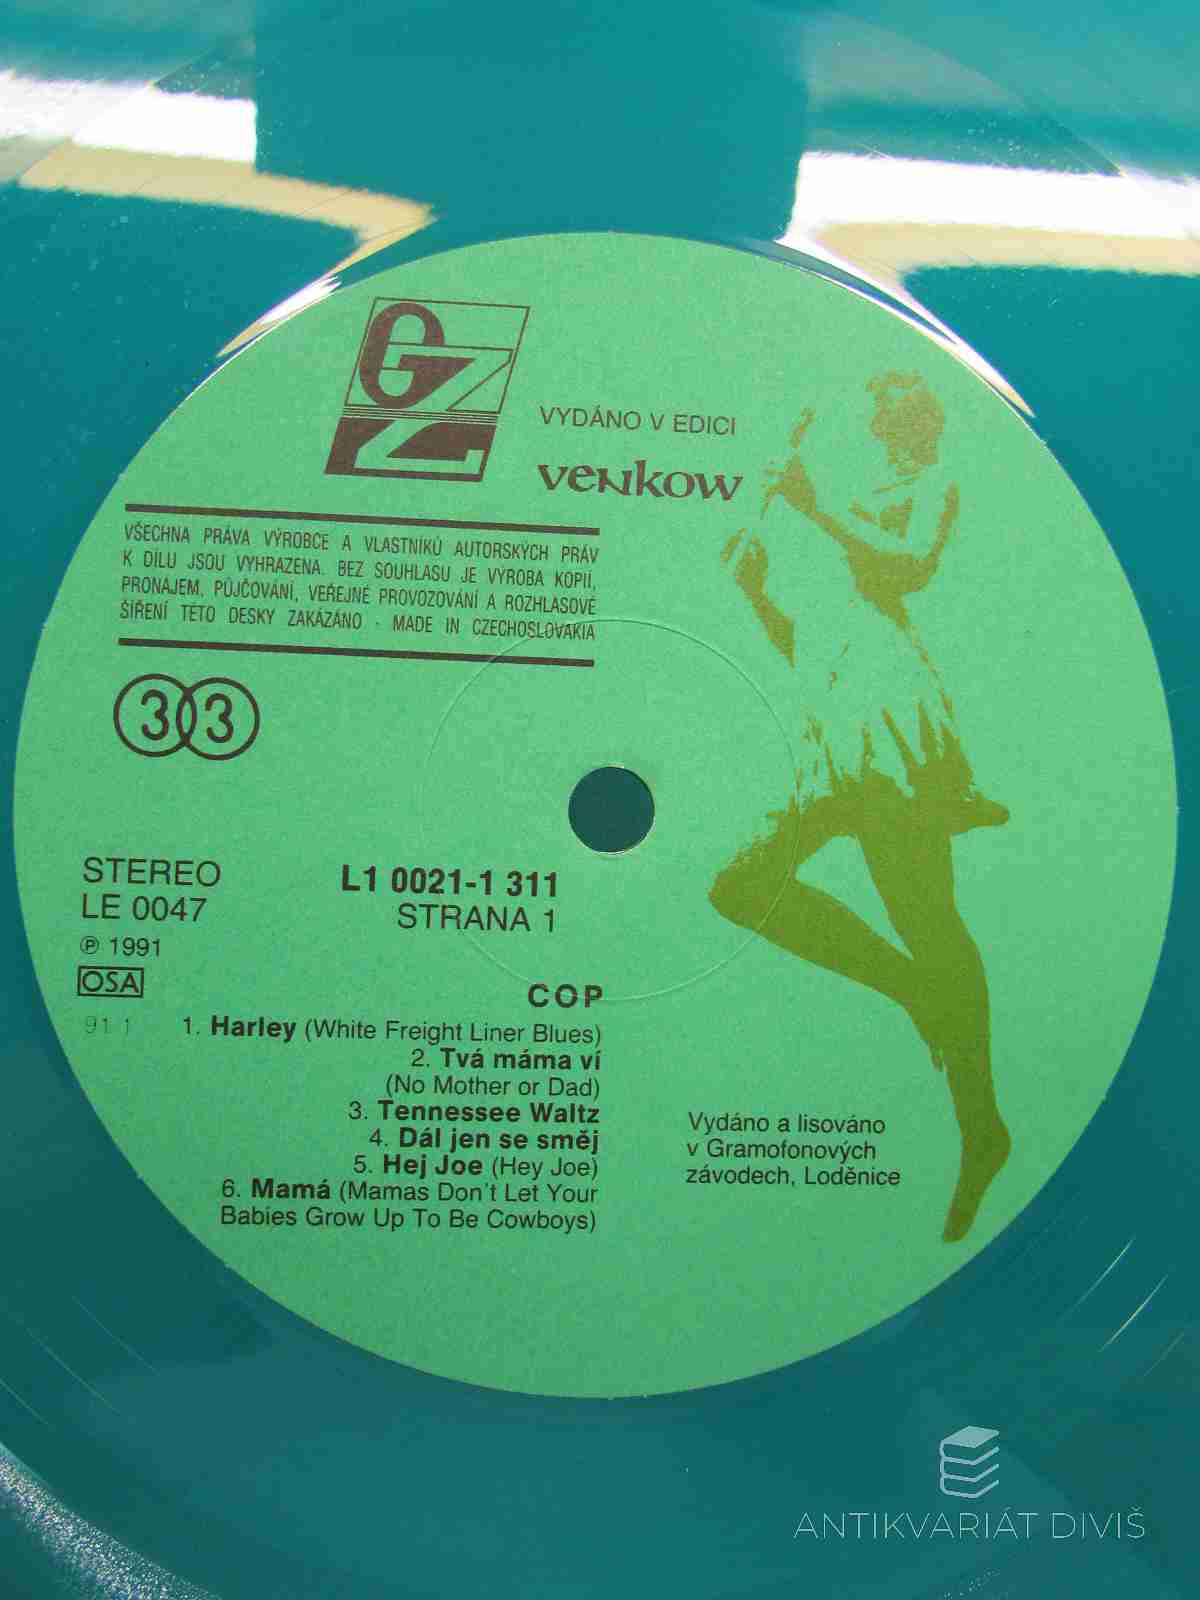 GZ
VYDÁNO V EDICI
venkow
VŠECHNA PRÁVA VÝROBCE A VLASTNÍKŮ AUTORSKÝCH PRÁV
K DÍLU JSOU VYHRAZENA. BEZ SOUHLASU JE VÝROBA KOPIÍ,
PRONÁJEM, PŮJČOVÁNÍ, VEŘEJNÉ PROVOZOVÁNÍ A ROZHLASOVÉ
ŠÍŘENÍ TÉTO DESKY ZAKÁZÁNO · MADE IN CZECHOSLOVAKIA
33
STEREO
LE 0047
℗ 1991
OSA
91 1
L1 0021-1 311
STRANA 1
COP
1. Harley (White Freight Liner Blues)
2. Tvá máma ví
(No Mother or Dad)
3. Tennessee Waltz
4. Dál jen se směj
5. Hej Joe (Hey Joe)
6. Mamá (Mamas Don't Let Your
Babies Grow Up To Be Cowboys)
Vydáno a lisováno
v Gramofonových
závodech, Loděnice
ANTIKVARIÁT DIVIŠ